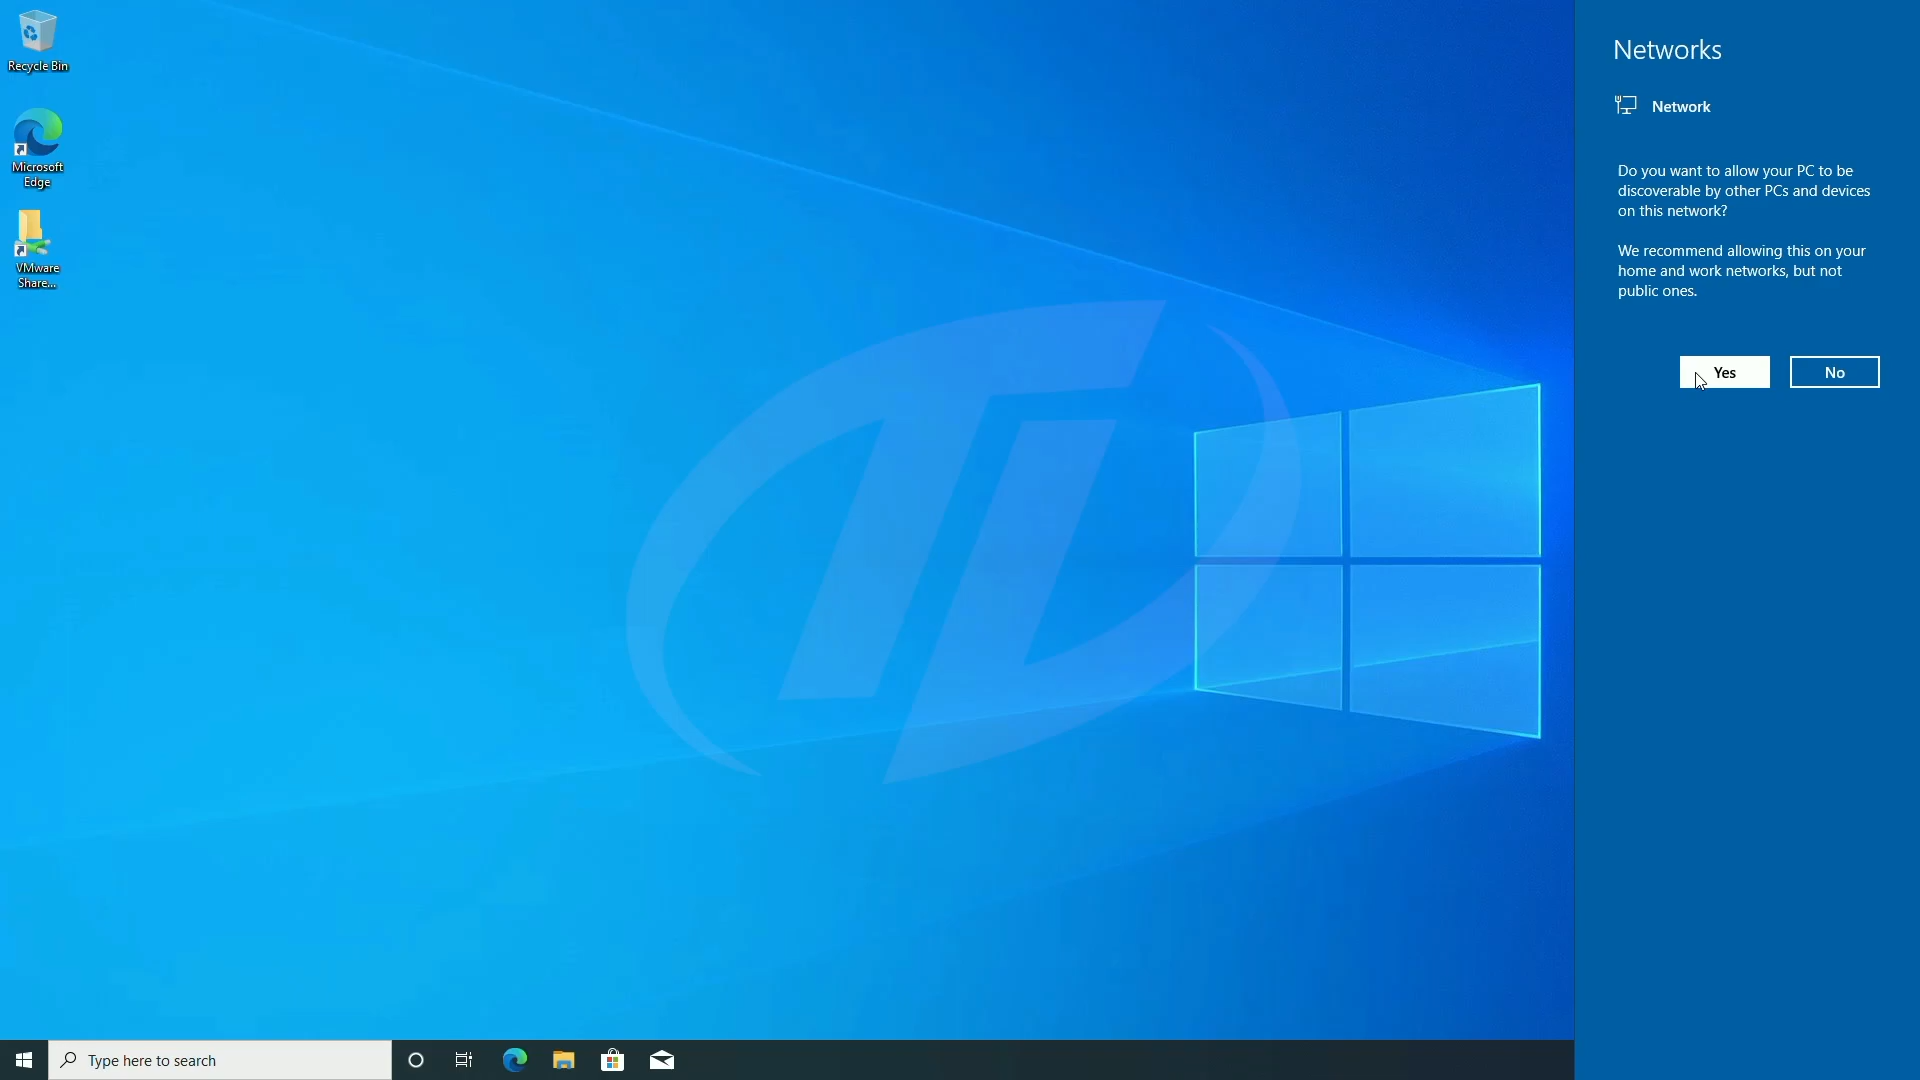 Recycle Bin
Microsoft
Edge
VMware
Share...
Networks
Network
Do you want to allow your PC to be
discoverable by other PCs and devices
on this network?
We recommend allowing this on your
home and work networks, but not
public ones.
Yes
No
Type here to search